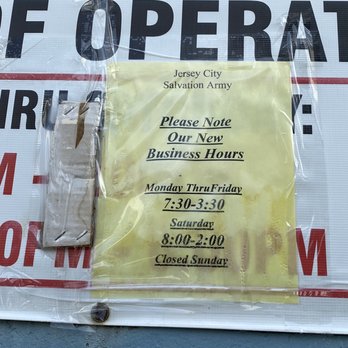 OF OPERAT
Jersey City
Salvation Army
Please Note
Our New
Business Hours
Monday ThruFriday
7:30-3:30
Saturday
8:00-2:00
Closed Sunday